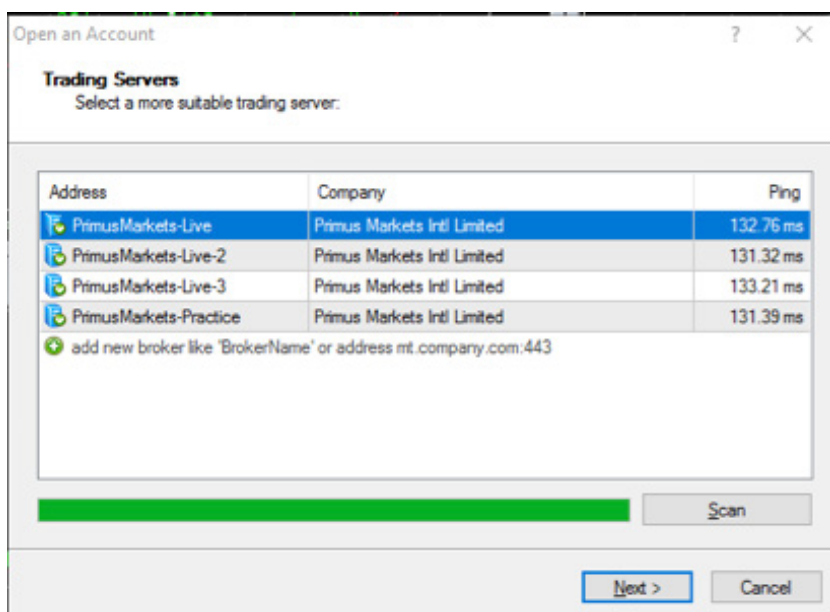 Open an Account ?
Trading Servers
Select a more suitable trading server:
Address Company Ping
PrimusMarkets-Live Primus Markets Intl Limited 132.76 ms
PrimusMarkets-Live-2 Primus Markets Intl Limited 131.32 ms
PrimusMarkets-Live-3 Primus Markets Intl Limited 133.21 ms
PrimusMarkets-Practice Primus Markets Intl Limited 131.39 ms
add new broker like 'BrokerName' or address mt.company.com:443
Scan
Next > Cancel